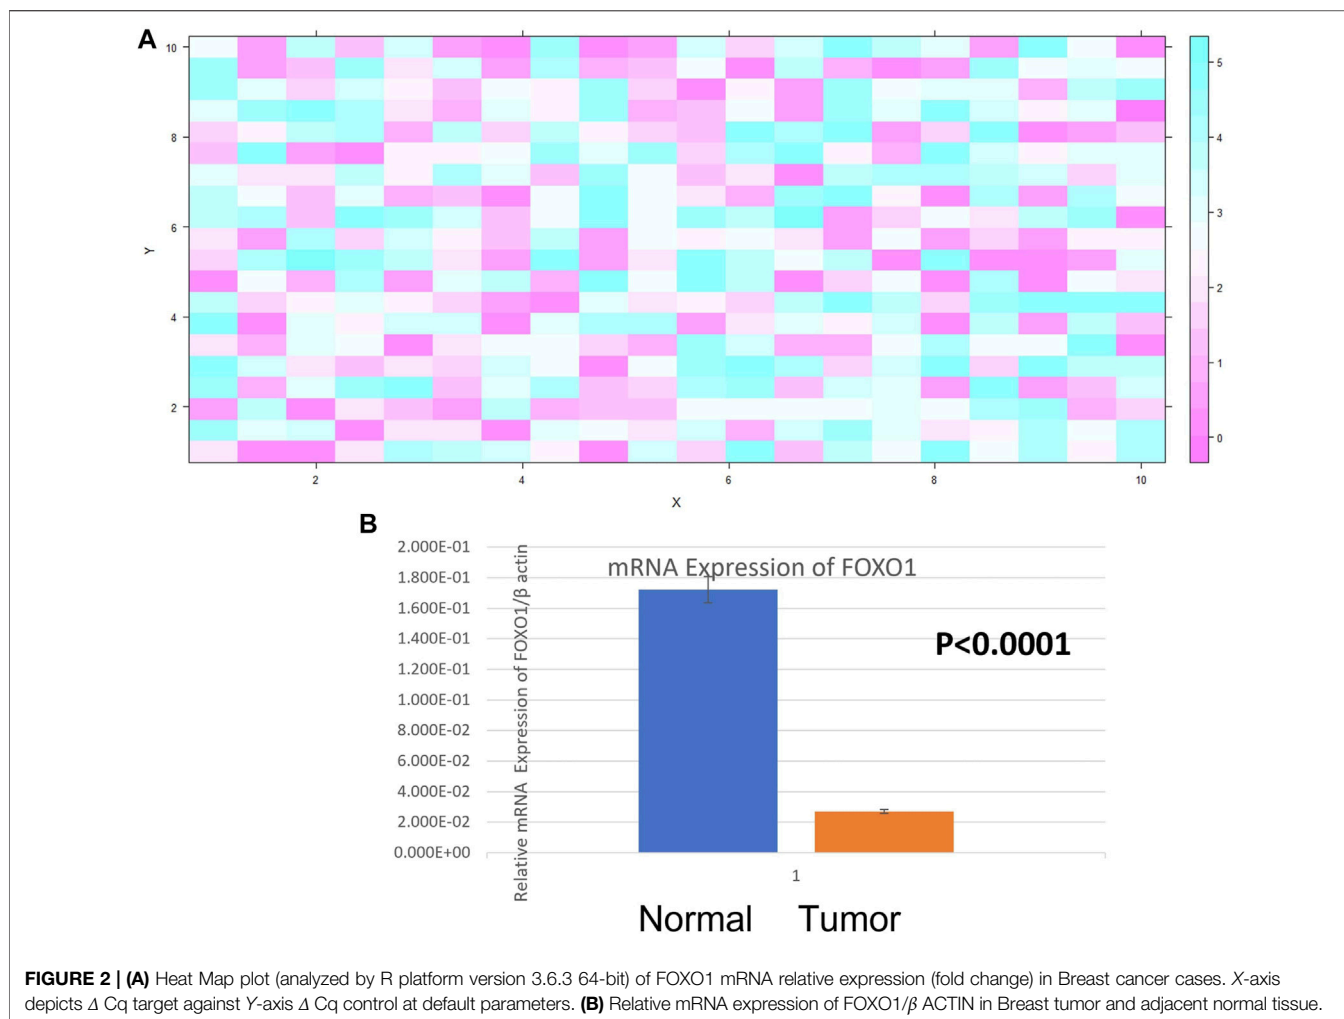 A
10
8
6
4
2
Y
2
4
6
8
10
X
5
4
3
2
1
0
B
mRNA Expression of FOXO1
Relative mRNA Expression of FOXO1/β actin
2.000E-01
1.800E-01
1.600E-01
1.400E-01
1.200E-01
1.000E-01
8.000E-02
6.000E-02
4.000E-02
2.000E-02
0.000E+00
P<0.0001
1
Normal Tumor
FIGURE 2 | (A) Heat Map plot (analyzed by R platform version 3.6.3 64-bit) of FOXO1 mRNA relative expression (fold change) in Breast cancer cases. X-axis
depicts Δ Cq target against Y-axis Δ Cq control at default parameters. (B) Relative mRNA expression of FOXO1/β ACTIN in Breast tumor and adjacent normal tissue.